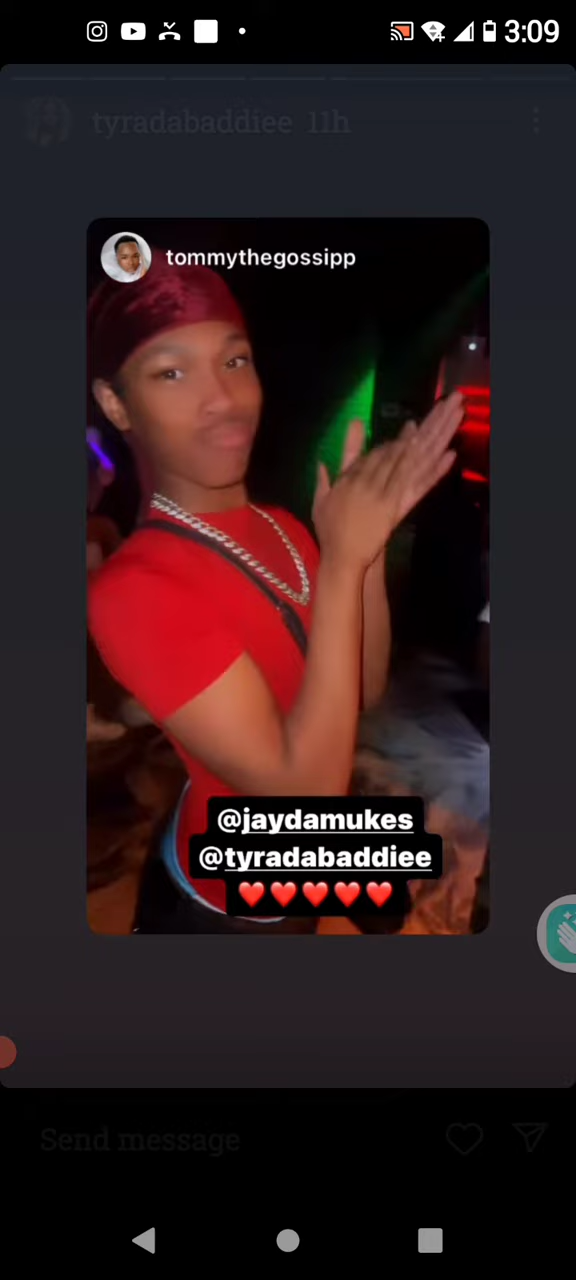 3:09
tyradabaddiee 11h
tommythegossipp
@jaydamukes
@tyradabaddiee
❤️❤️❤️❤️❤️
Send message